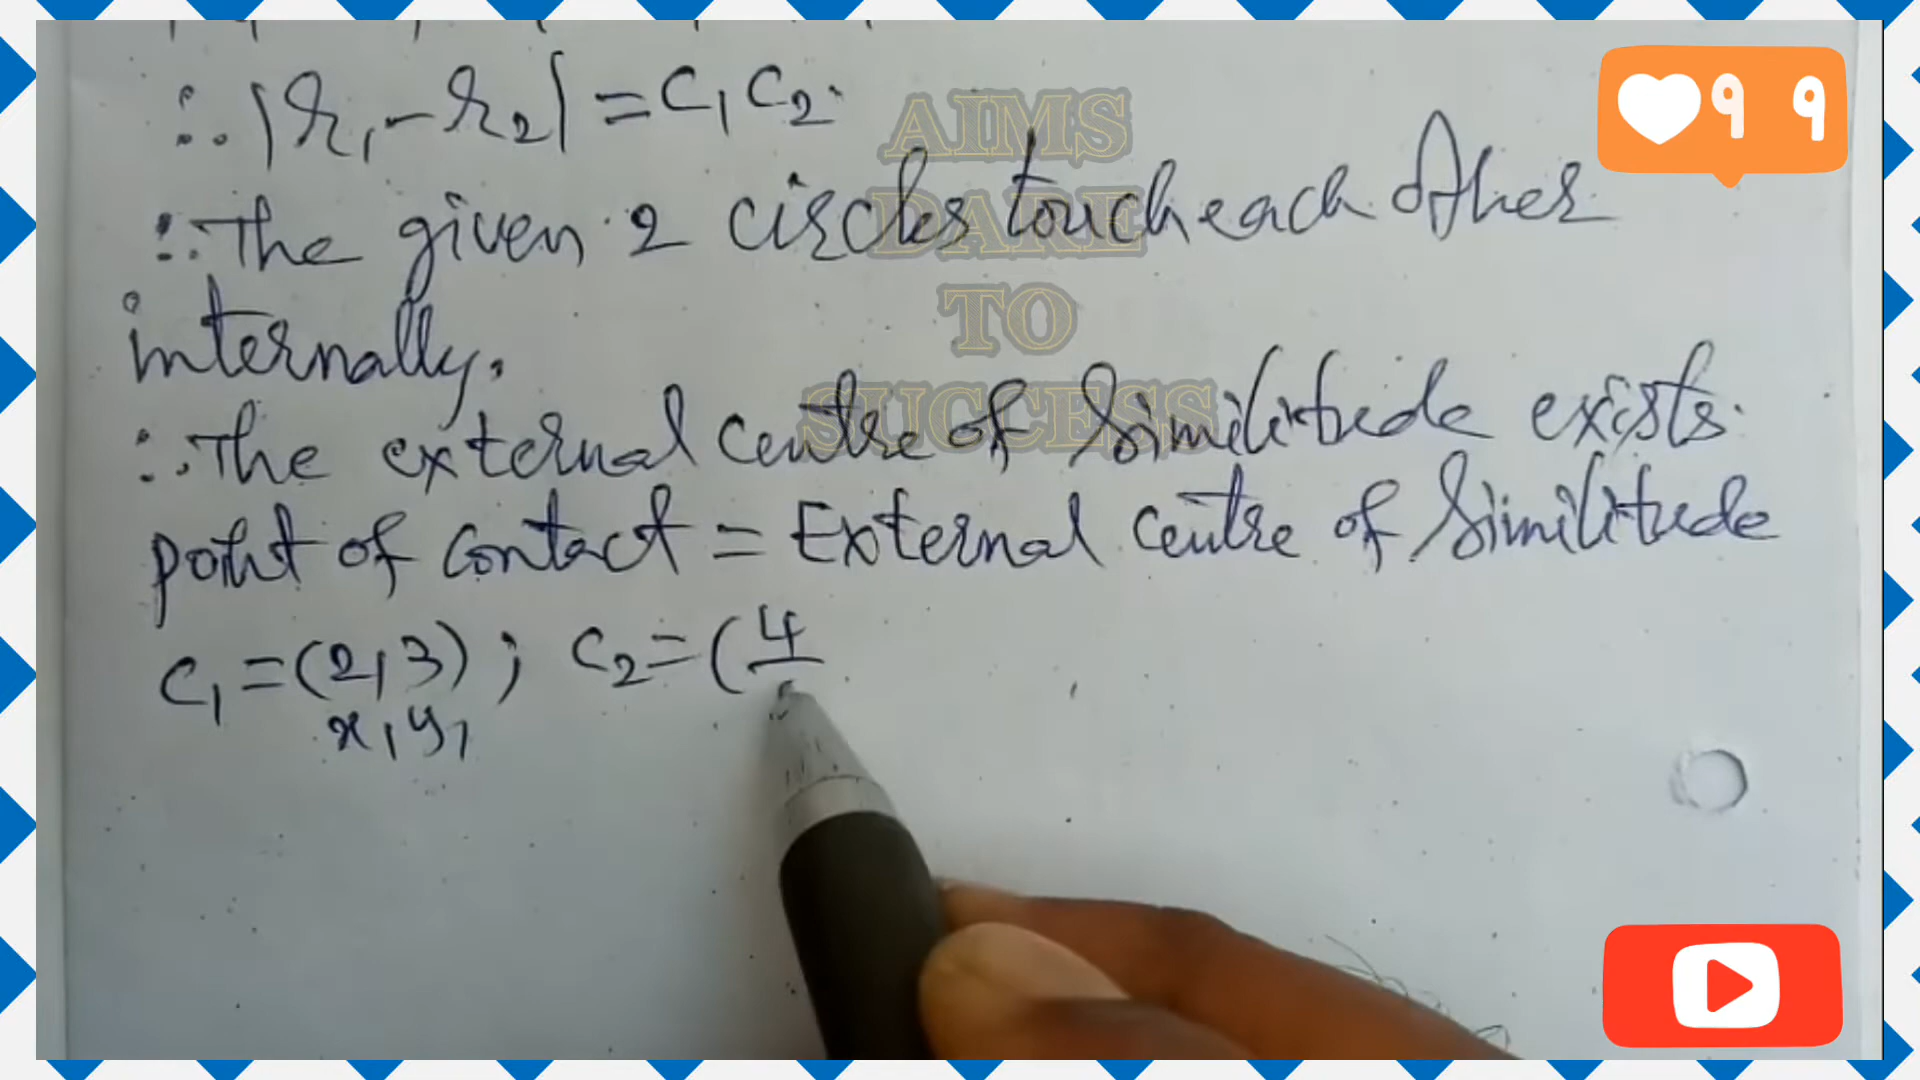 ∴ |r₁ - r₂| = C₁C₂.
∴ The given 2 circles touch each other
internally.
∴ The external centre of Similitude exists.
point of contact = External centre of Similitude
C₁ = (2, 3) ; C₂ = (4
x₁ y₁
AIMS
DARE
TO
SUCCESS
9 9